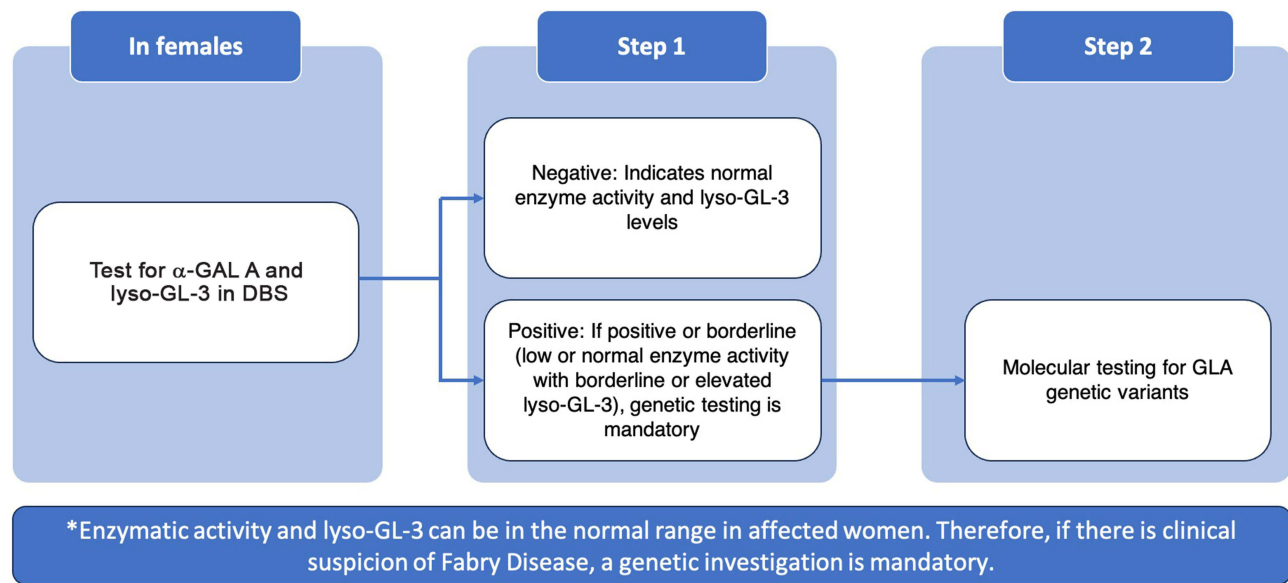 In females
Step 1
Step 2
Test for α-GAL A and
lyso-GL-3 in DBS
Negative: Indicates normal
enzyme activity and lyso-GL-3
levels
Positive: If positive or borderline
(low or normal enzyme activity
with borderline or elevated
lyso-GL-3), genetic testing is
mandatory
Molecular testing for GLA
genetic variants
*Enzymatic activity and lyso-GL-3 can be in the normal range in affected women. Therefore, if there is clinical
suspicion of Fabry Disease, a genetic investigation is mandatory.